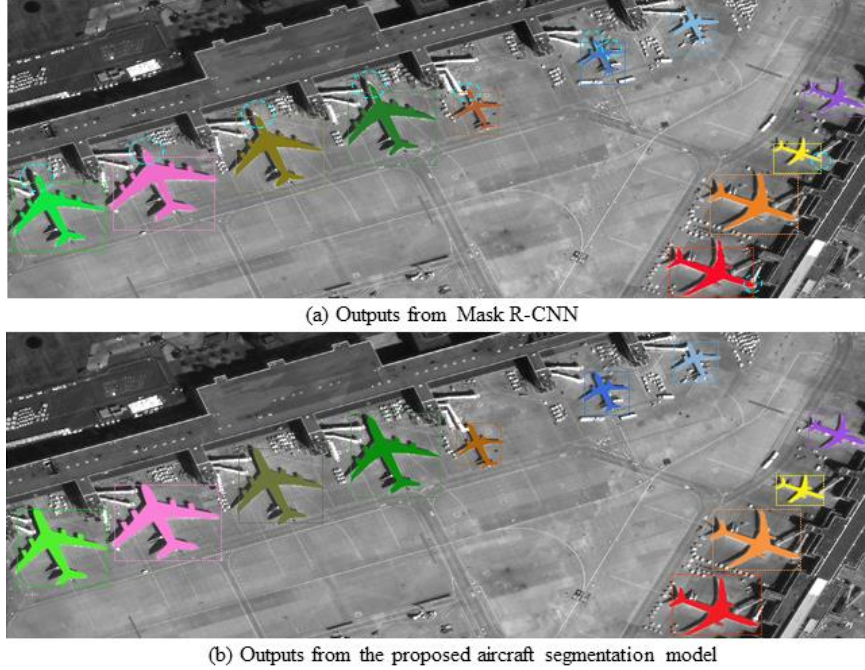 (a) Outputs from Mask R-CNN
(b) Outputs from the proposed aircraft segmentation model